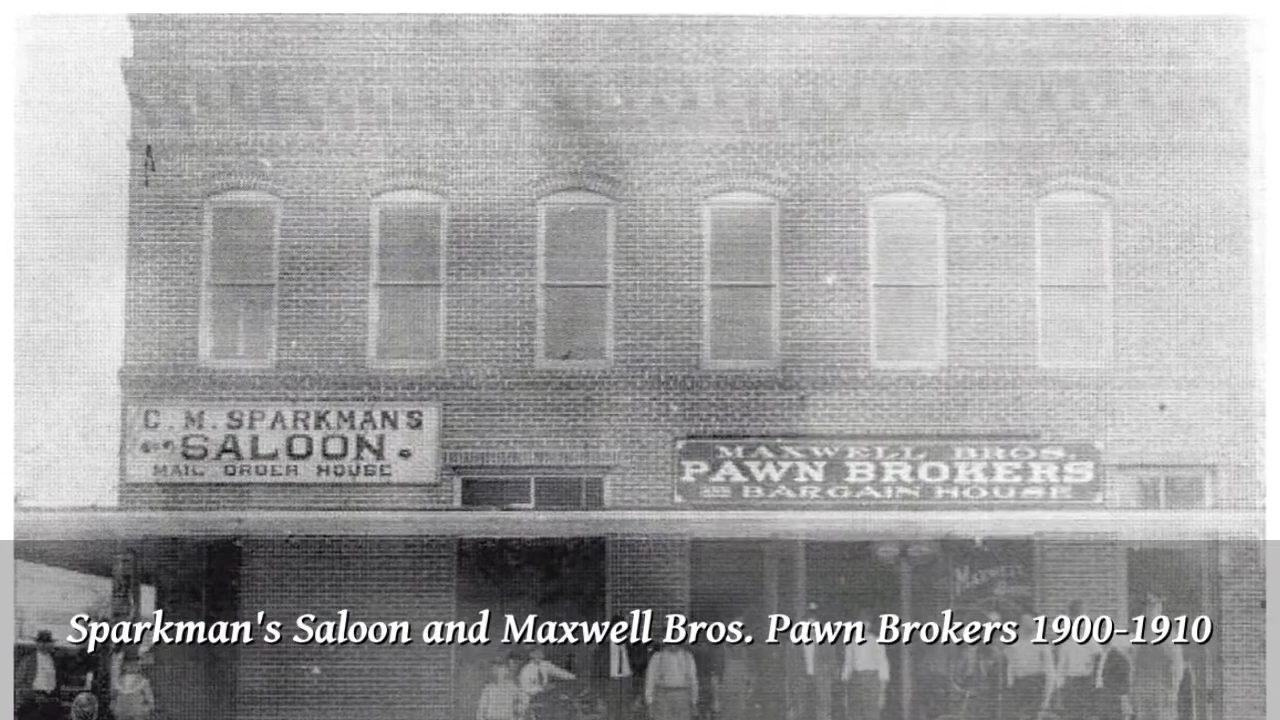 C. M. SPARKMANS
SALOON.
MAIL ORDER HOUSE
MAXWELL BROS.
PAWN BROKERS
BARGAIN HOUSE
Sparkman's Saloon and Maxwell Bros. Pawn Brokers 1900-1910